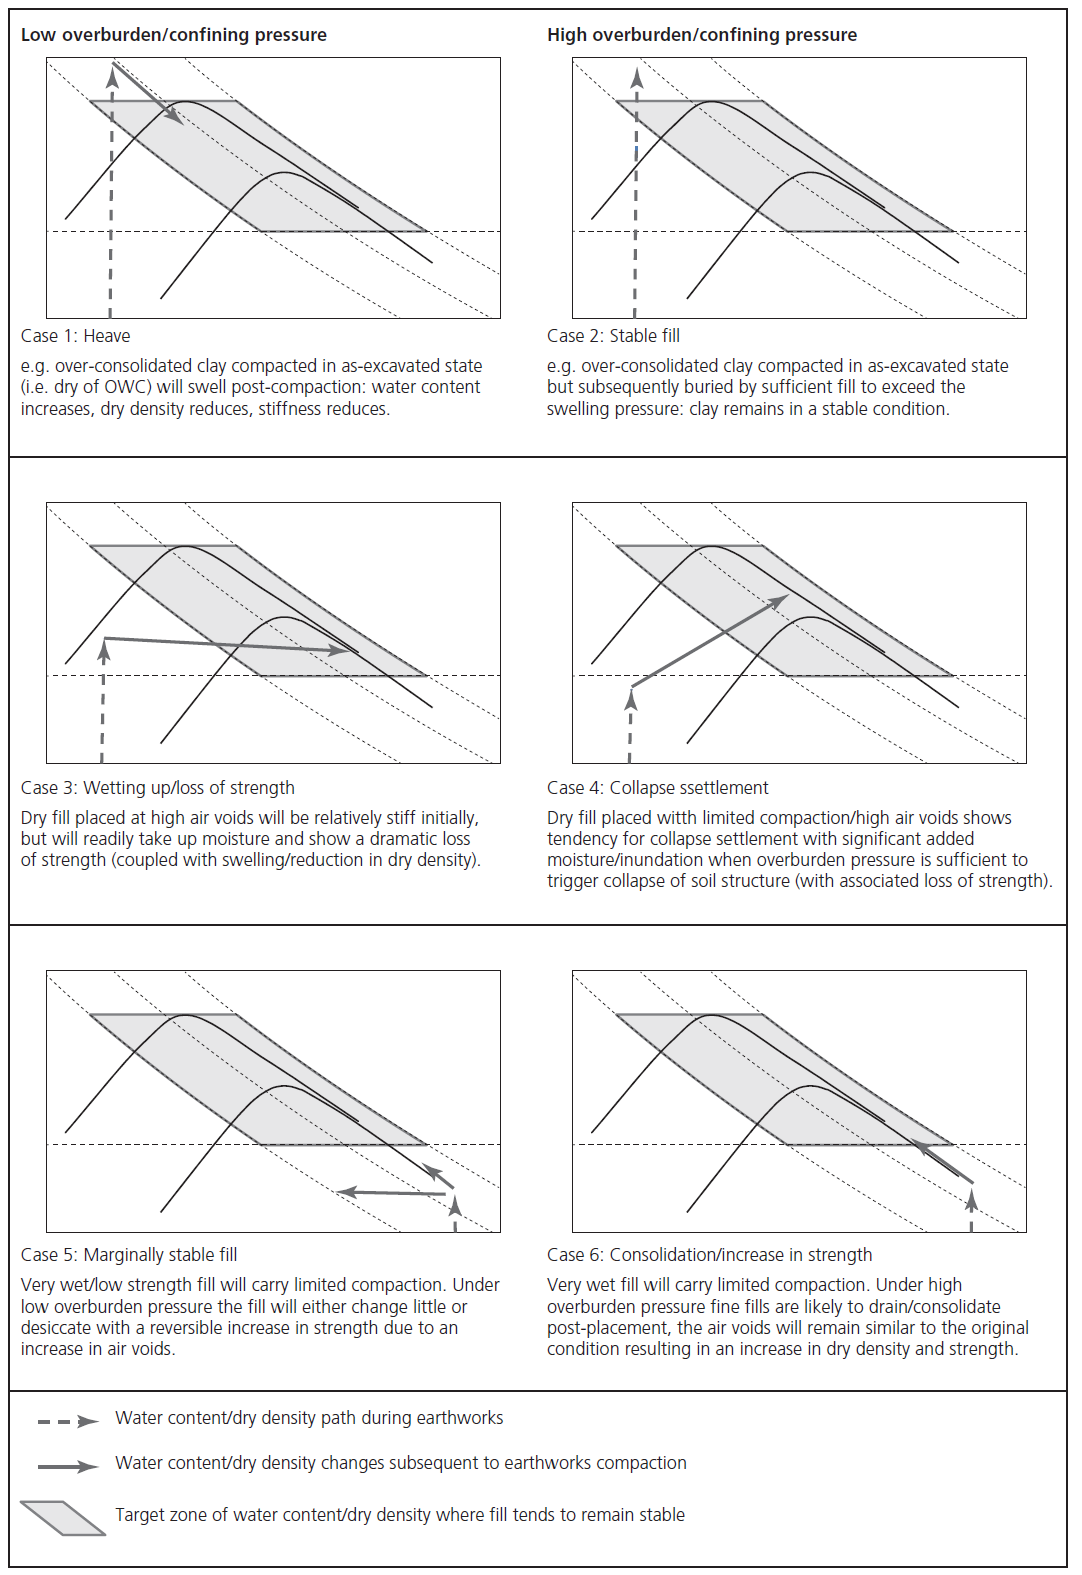 Low overburden/confining pressure
High overburden/confining pressure
Case 1: Heave
e.g. over-consolidated clay compacted in as-excavated state
(i.e. dry of OWC) will swell post-compaction: water content
increases, dry density reduces, stiffness reduces.
Case 2: Stable fill
e.g. over-consolidated clay compacted in as-excavated state
but subsequently buried by sufficient fill to exceed the
swelling pressure: clay remains in a stable condition.
Case 3: Wetting up/loss of strength
Dry fill placed at high air voids will be relatively stiff initially,
but will readily take up moisture and show a dramatic loss
of strength (coupled with swelling/reduction in dry density).
Case 4: Collapse ssettlement
Dry fill placed witth limited compaction/high air voids shows
tendency for collapse settlement with significant added
moisture/inundation when overburden pressure is sufficient to
trigger collapse of soil structure (with associated loss of strength).
Case 5: Marginally stable fill
Very wet/low strength fill will carry limited compaction. Under
low overburden pressure the fill will either change little or
desiccate with a reversible increase in strength due to an
increase in air voids.
Case 6: Consolidation/increase in strength
Very wet fill will carry limited compaction. Under high
overburden pressure fine fills are likely to drain/consolidate
post-placement, the air voids will remain similar to the original
condition resulting in an increase in dry density and strength.
Water content/dry density path during earthworks
Water content/dry density changes subsequent to earthworks compaction
Target zone of water content/dry density where fill tends to remain stable